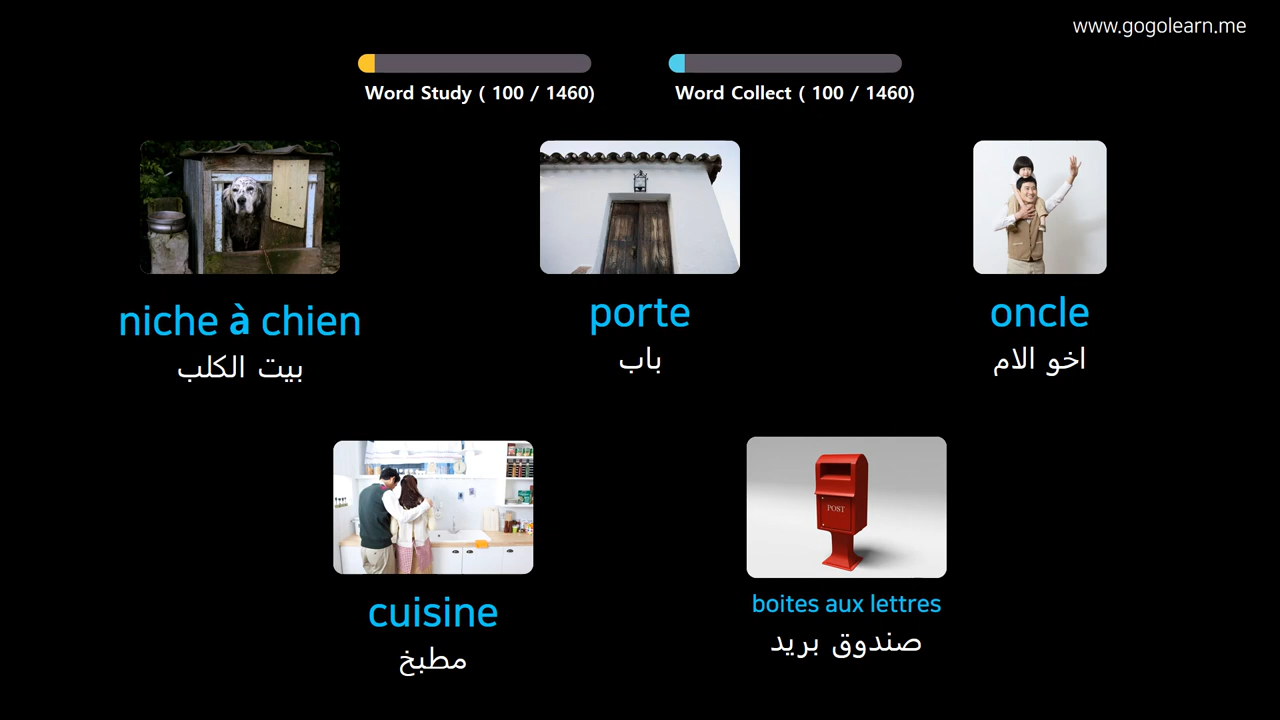 www.gogolearn.me
Word Study ( 100 / 1460)
Word Collect ( 100 / 1460)
niche à chien
بيت الكلب
porte
باب
oncle
اخو الام
cuisine
مطبخ
POST
boites aux lettres
صندوق بريد